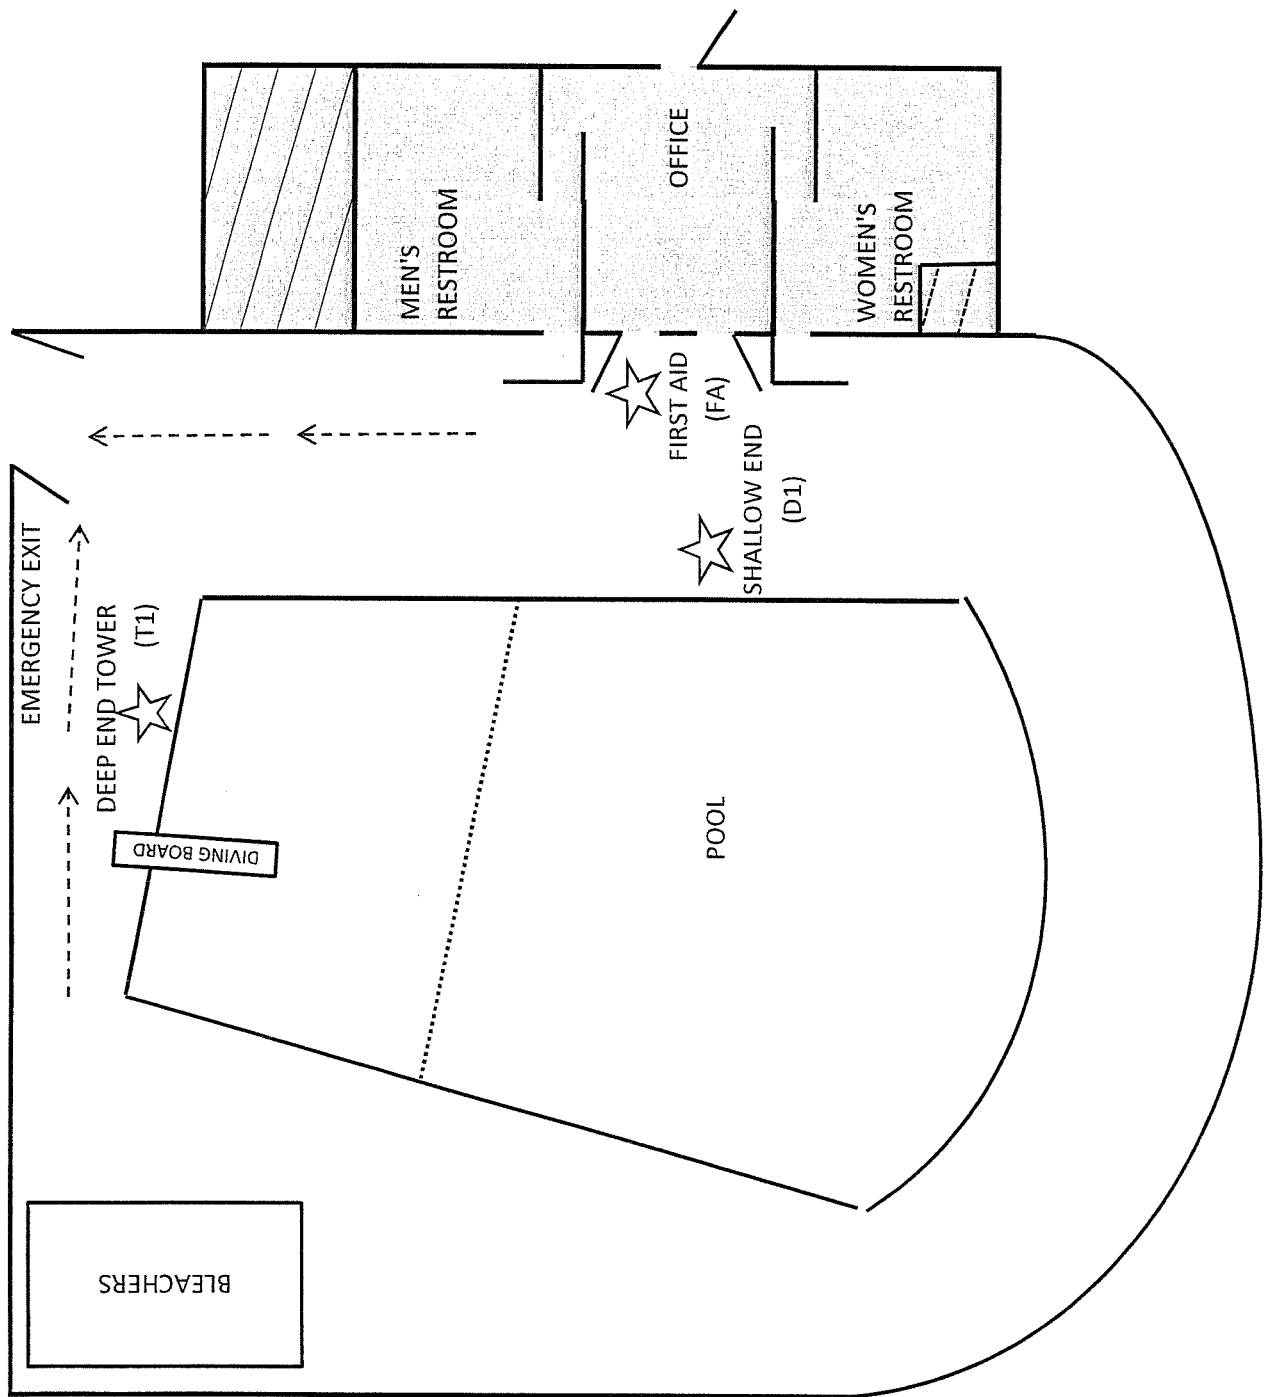 MEN'S
RESTROOM
OFFICE
WOMEN'S
RESTROOM
FIRST AID
(FA)
SHALLOW END
(D1)
EMERGENCY EXIT
DEEP END TOWER
(T1)
DIVING BOARD
POOL
BLEACHERS